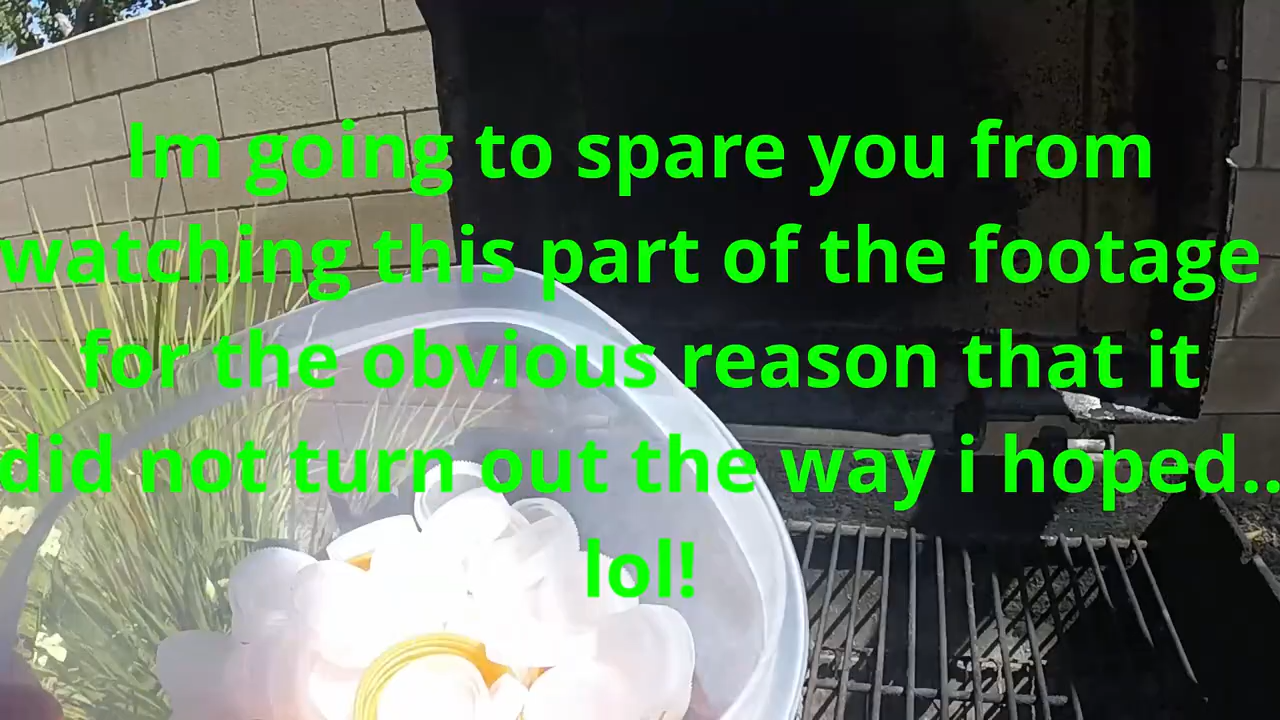 Im going to spare you from
watching this part of the footage
for the obvious reason that it
did not turn out the way i hoped..
lol!